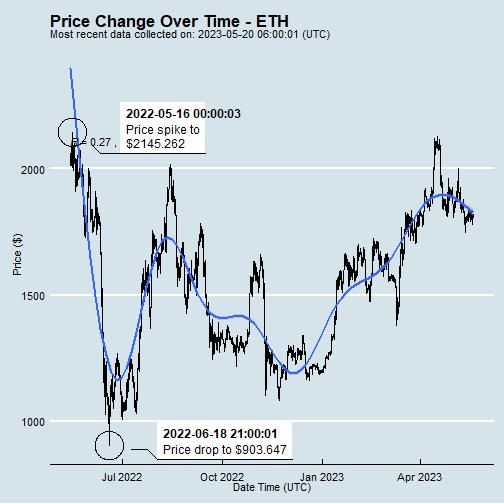 Price Change Over Time - ETH
Most recent data collected on: 2023-05-20 06:00:01 (UTC)
2022-05-16 00:00:03
Price spike to
$2145.262
= 0.27 ,
2000
1500
1000
Price ($)
2022-06-18 21:00:01
Price drop to $903.647
Jul 2022
Oct 2022
Jan 2023
Apr 2023
Date Time (UTC)